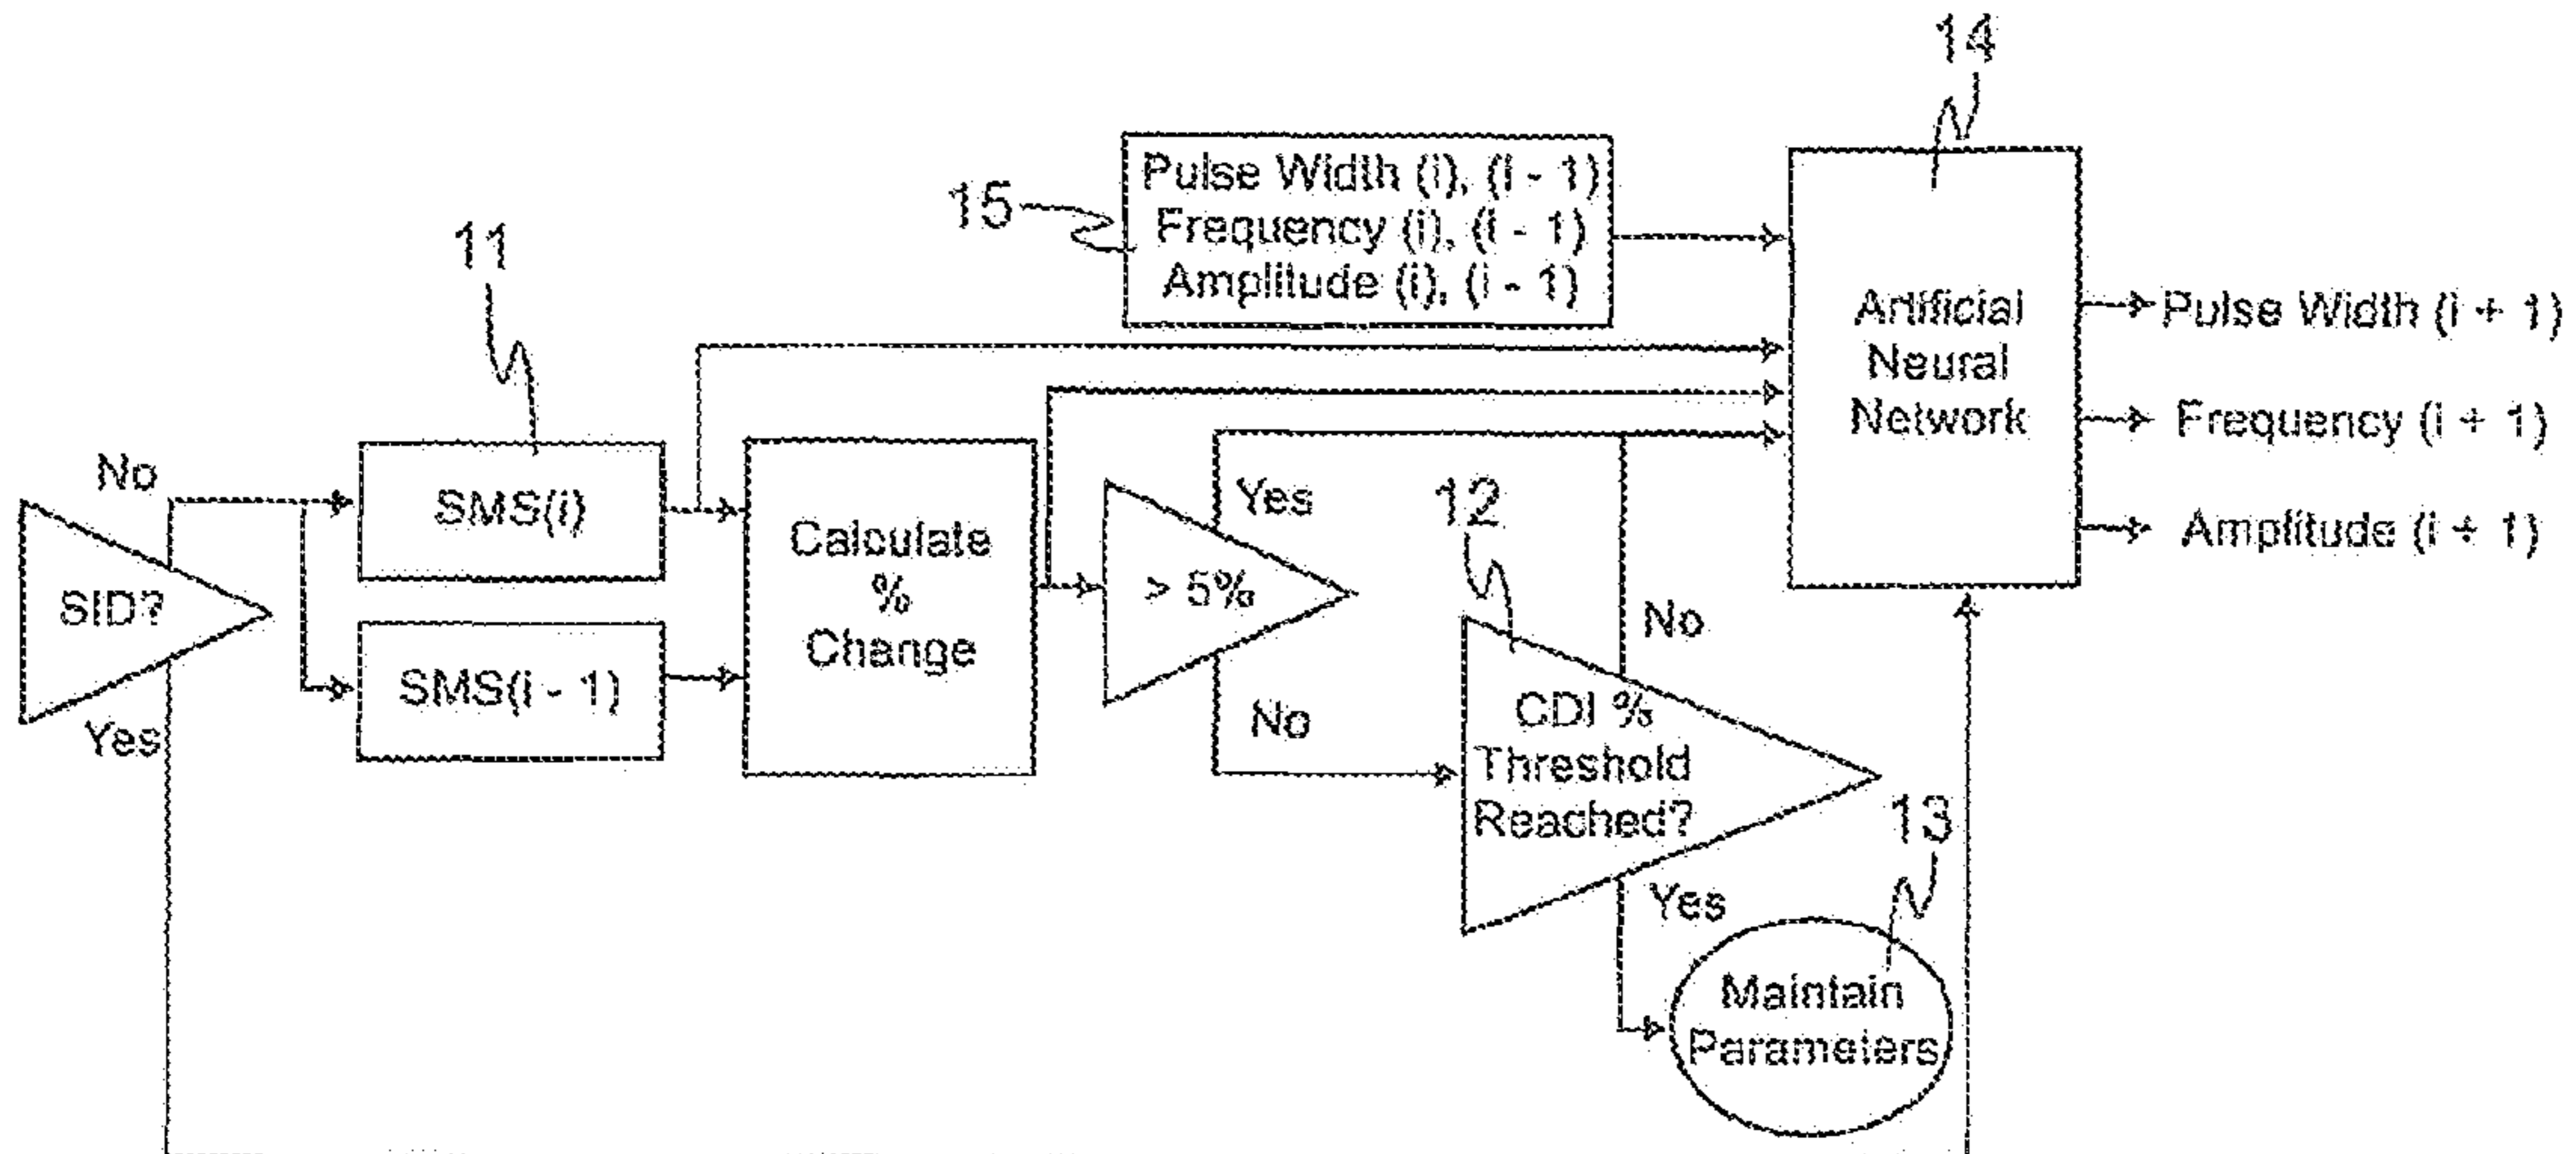 14
Pulse Width (i), (i - 1)
Frequency (i), (i - 1)
Amplitude (i), (i - 1)
15
11
Artificial
Neural
Network
Pulse Width (i + 1)
Frequency (i + 1)
Amplitude (i + 1)
No
SID?
Yes
SMS(i)
SMS(i - 1)
Calculate
%
Change
> 5%
Yes
No
12
No
CDI %
Threshold
Reached?
Yes
13
Maintain
Parameters